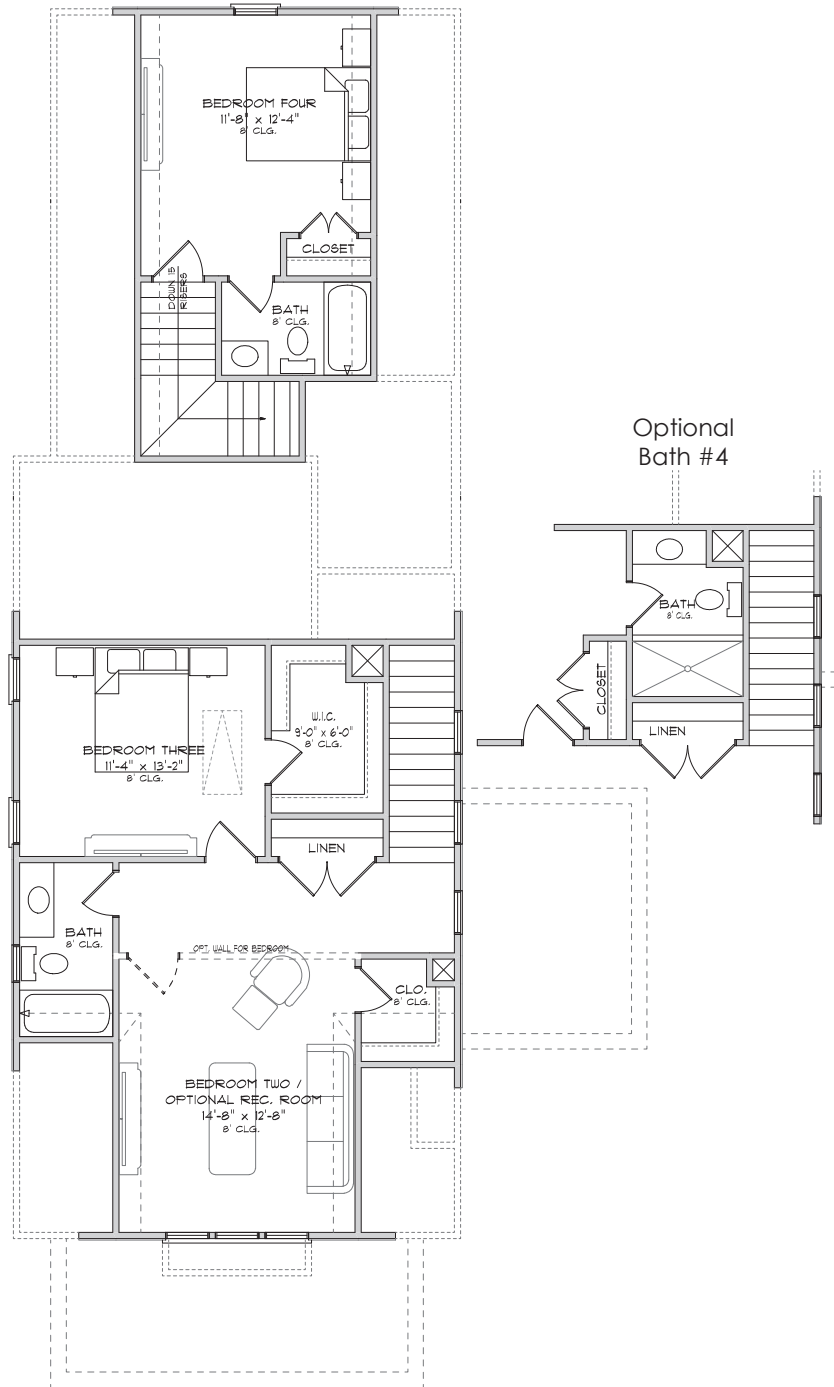 BEDROOM FOUR
11'-8" x 12'-4"
8' CLG.
CLOSET
DOWN 15
RISERS
BATH
8' CLG.
Optional
Bath #4
BATH
8' CLG.
CLOSET
LINEN
W.I.C.
9'-0" x 6'-0"
8' CLG.
BEDROOM THREE
11'-4" x 13'-2"
8' CLG.
LINEN
BATH
8' CLG.
OPT. WALL FOR BEDROOM
CLO.
8' CLG.
BEDROOM TWO /
OPTIONAL REC. ROOM
14'-8" x 12'-8"
8' CLG.